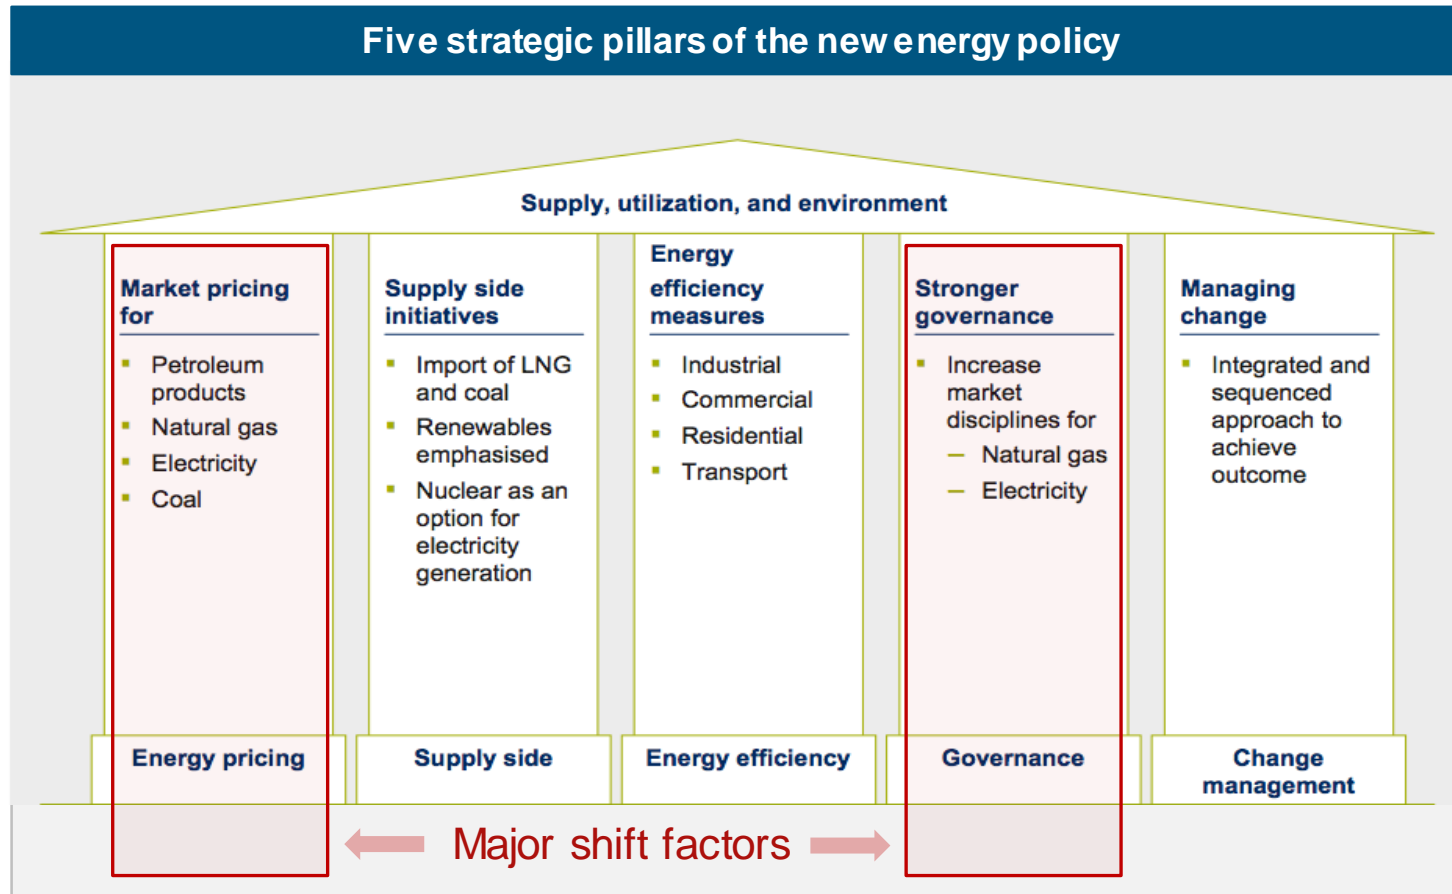 Five strategic pillars of the new energy policy
Supply, utilization, and environment
Market pricing
for
▪ Petroleum
products
▪ Natural gas
▪ Electricity
▪ Coal
Energy pricing
Supply side
initiatives
▪ Import of LNG
and coal
▪ Renewables
emphasised
▪ Nuclear as an
option for
electricity
generation
Supply side
Energy
efficiency
measures
▪ Industrial
▪ Commercial
▪ Residential
▪ Transport
Energy efficiency
Stronger
governance
▪ Increase
market
disciplines for
– Natural gas
– Electricity
Governance
Managing
change
▪ Integrated and
sequenced
approach to
achieve
outcome
Change
management
Major shift factors